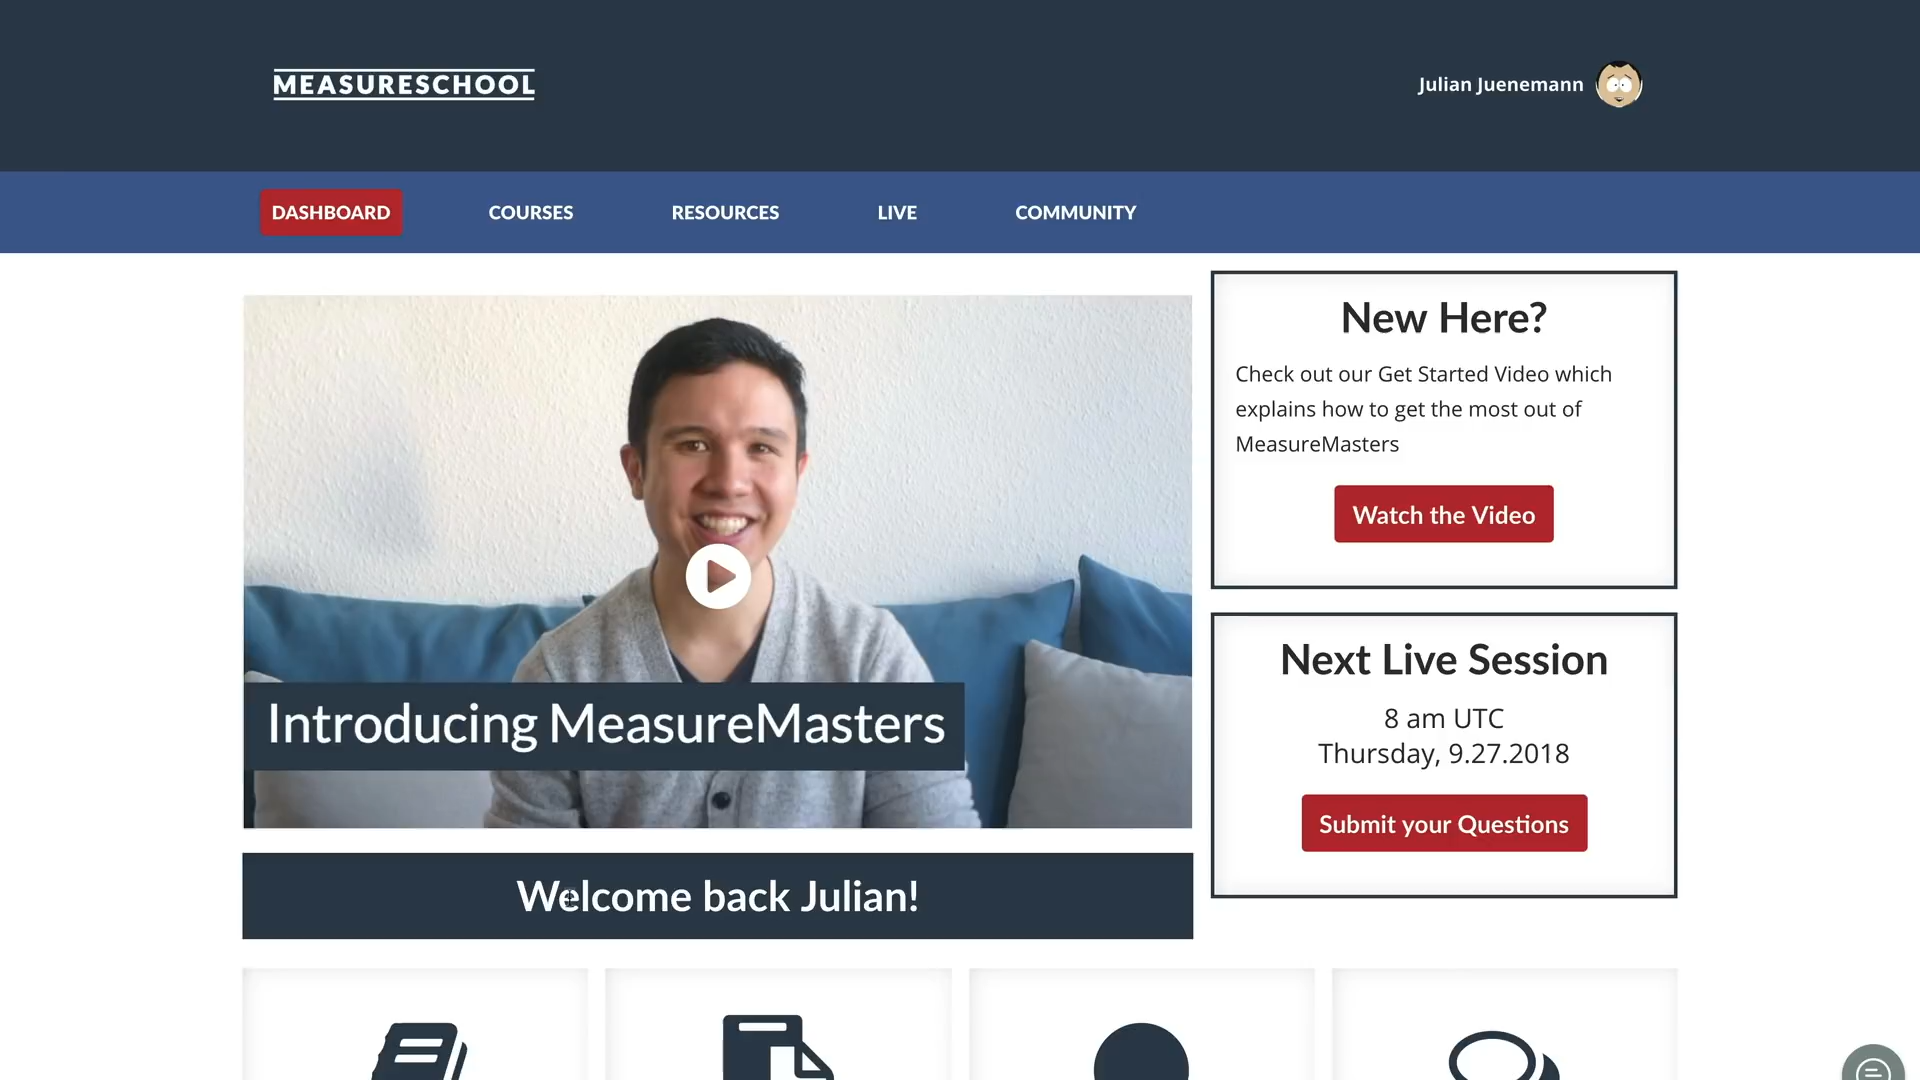 MEASURESCHOOL
Julian Juenemann
DASHBOARD
COURSES
RESOURCES
LIVE
COMMUNITY
Introducing MeasureMasters
Welcome back Julian!
New Here?
Check out our Get Started Video which
explains how to get the most out of
MeasureMasters
Watch the Video
Next Live Session
8 am UTC
Thursday, 9.27.2018
Submit your Questions